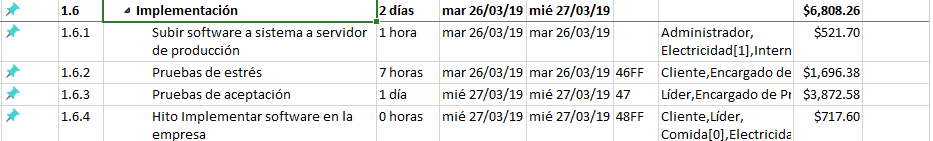 1.6 Implementación 2 días mar 26/03/19 mié 27/03/19 $6,808.26
1.6.1 Subir software a sistema a servidor de producción 1 hora mar 26/03/19 mar 26/03/19 Administrador, Electricidad[1],Intern $521.70
1.6.2 Pruebas de estrés 7 horas mar 26/03/19 mar 26/03/19 46FF Cliente,Encargado de $1,696.38
1.6.3 Pruebas de aceptación 1 día mié 27/03/19 mié 27/03/19 47 Líder,Encargado de Pr $3,872.58
1.6.4 Hito Implementar software en la empresa 0 horas mié 27/03/19 mié 27/03/19 48FF Cliente,Líder, Comida[0],Electricida $717.60